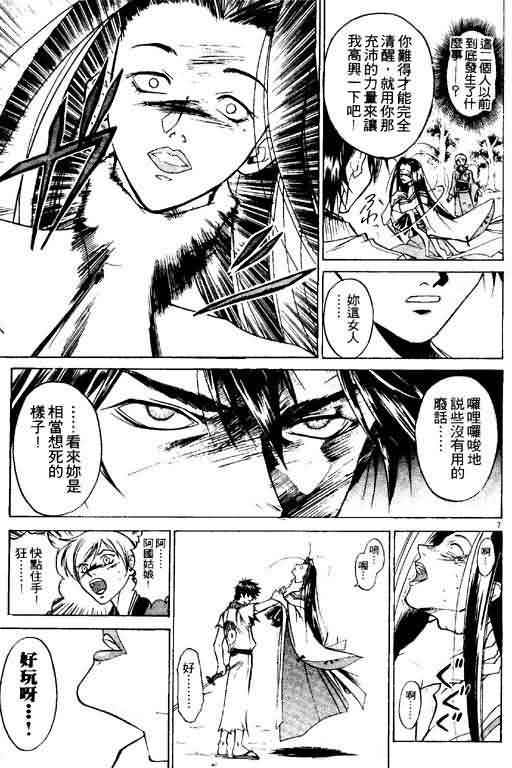 這一個人以前
到底發生了什
麼事——？
你難得才能完全
清醒，就用你那
充沛的力量來讓
我高興一下吧！
妳這女人
囉哩囉唆地
說些沒有用的
廢話…
……看來妳是
相當想死的
樣子！
7
啊…
啊…
唷…
喔…
好…
阿國姑娘
快點住手！
狂…
好玩呀…！